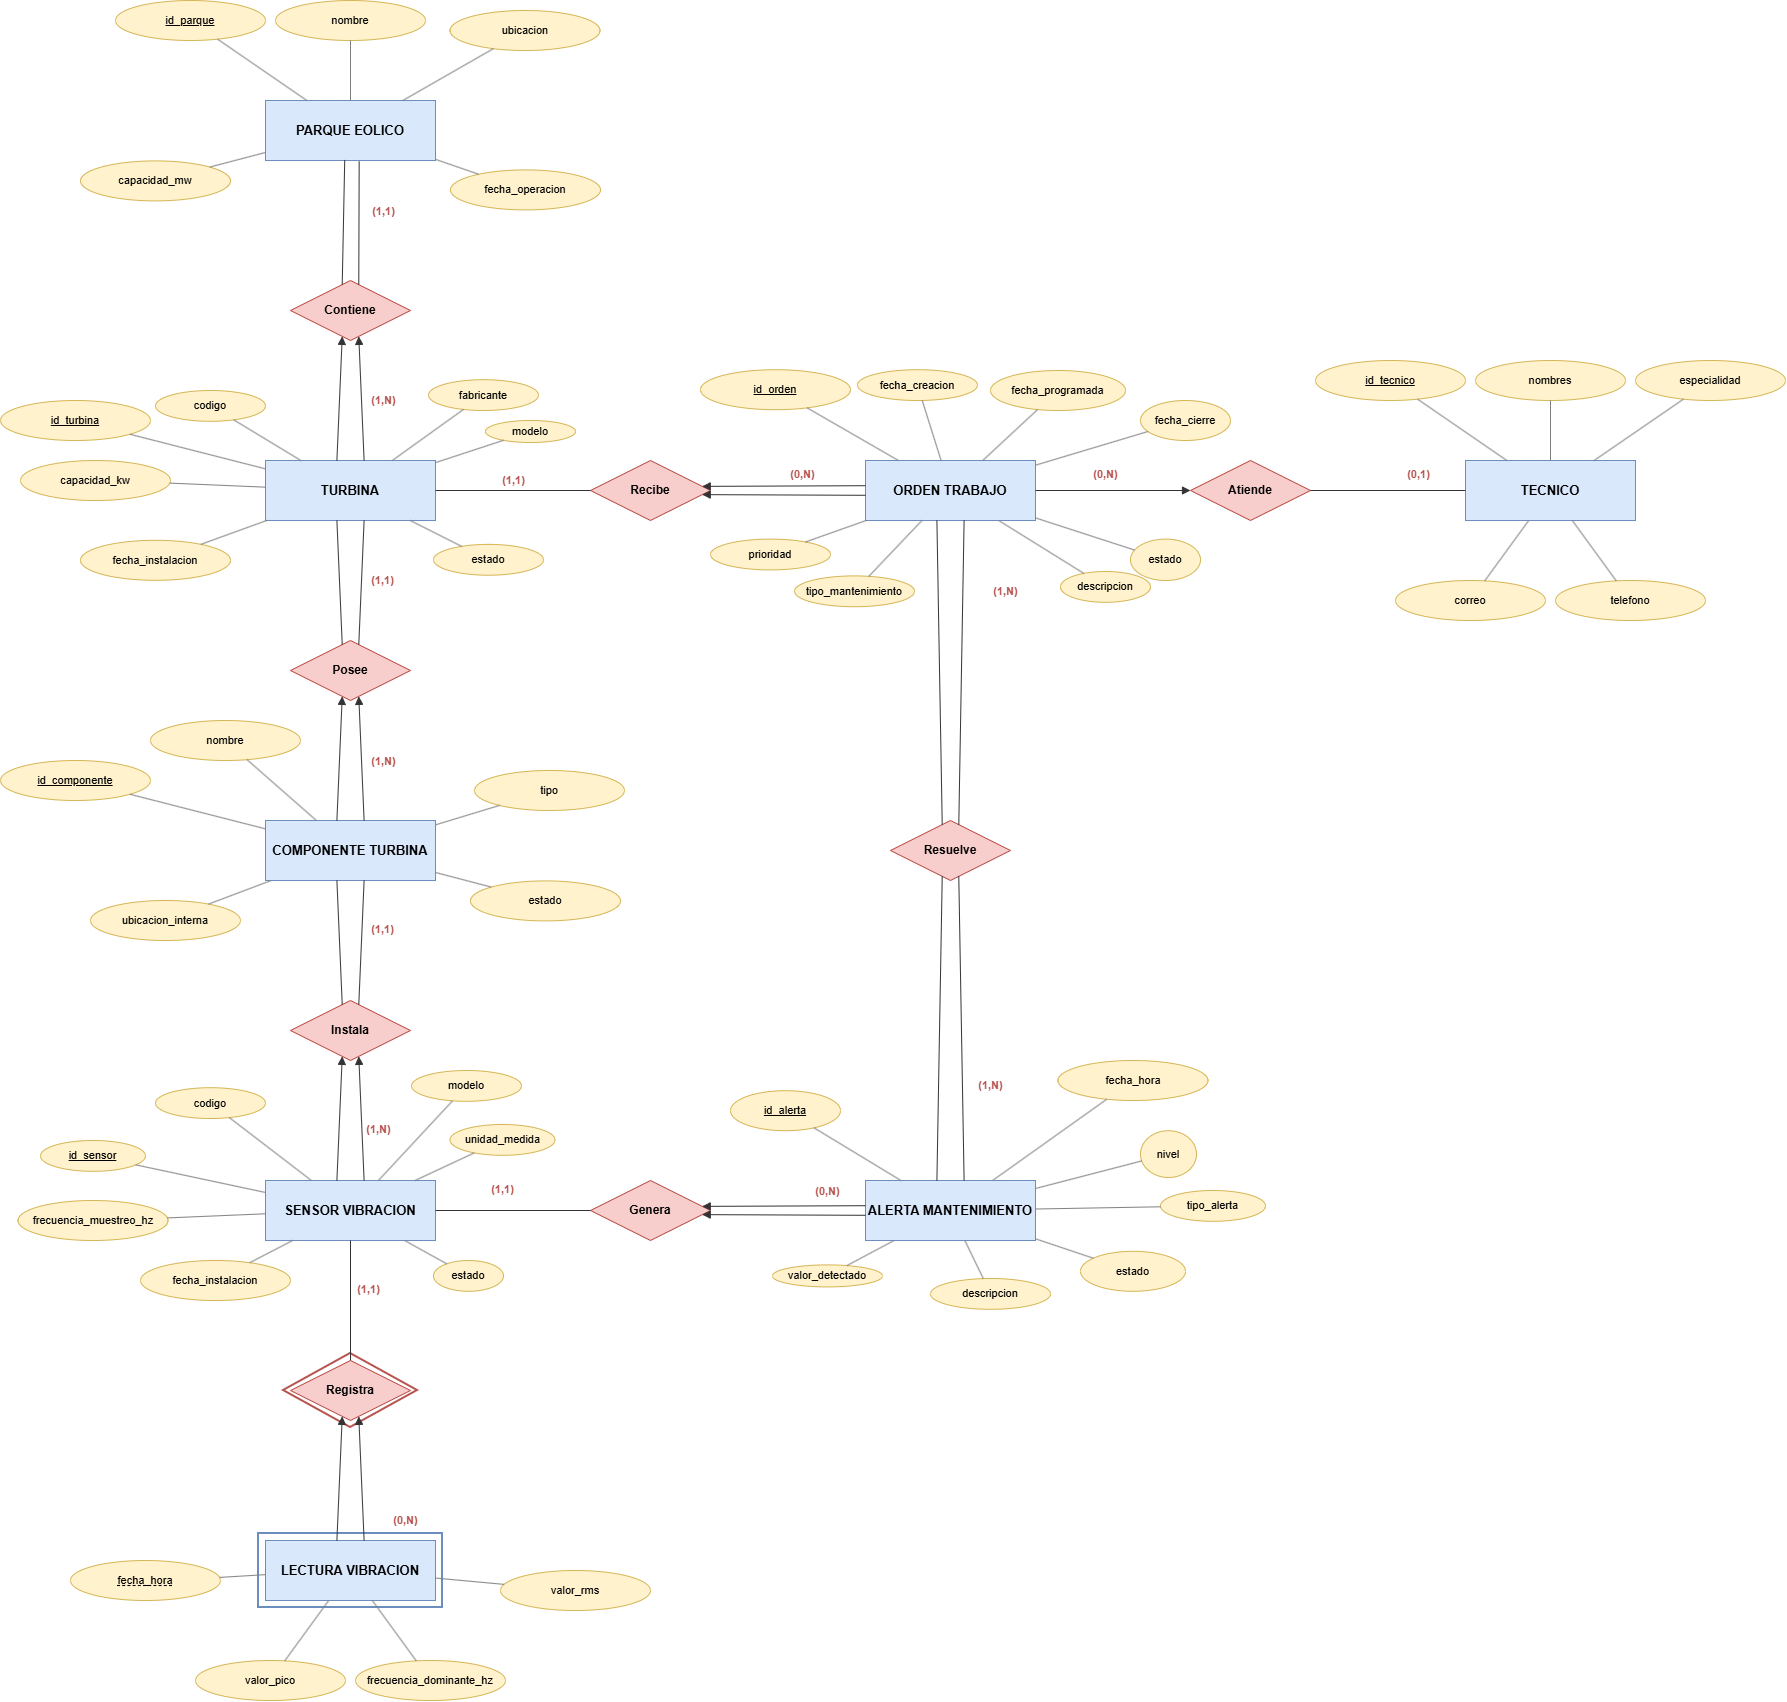 id_parque
nombre
ubicacion
PARQUE EOLICO
capacidad_mw
fecha_operacion
(1,1)
Contiene
id_turbina
codigo
(1,N)
fabricante
modelo
capacidad_kw
TURBINA
fecha_instalacion
estado
(1,1)
Recibe
(0,N)
id_orden
fecha_creacion
fecha_programada
fecha_cierre
ORDEN TRABAJO
prioridad
tipo_mantenimiento
descripcion
estado
(0,N)
Atiende
(0,1)
id_tecnico
nombres
especialidad
TECNICO
correo
telefono
(1,1)
Posee
(1,N)
nombre
id_componente
tipo
COMPONENTE TURBINA
ubicacion_interna
estado
(1,1)
Instala
(1,N)
(1,N)
Resuelve
(1,N)
codigo
modelo
id_sensor
unidad_medida
frecuencia_muestreo_hz
SENSOR VIBRACION
fecha_instalacion
estado
(1,1)
Genera
(0,N)
id_alerta
fecha_hora
nivel
tipo_alerta
ALERTA MANTENIMIENTO
valor_detectado
descripcion
estado
(1,1)
Registra
(0,N)
fecha_hora
LECTURA VIBRACION
valor_rms
valor_pico
frecuencia_dominante_hz